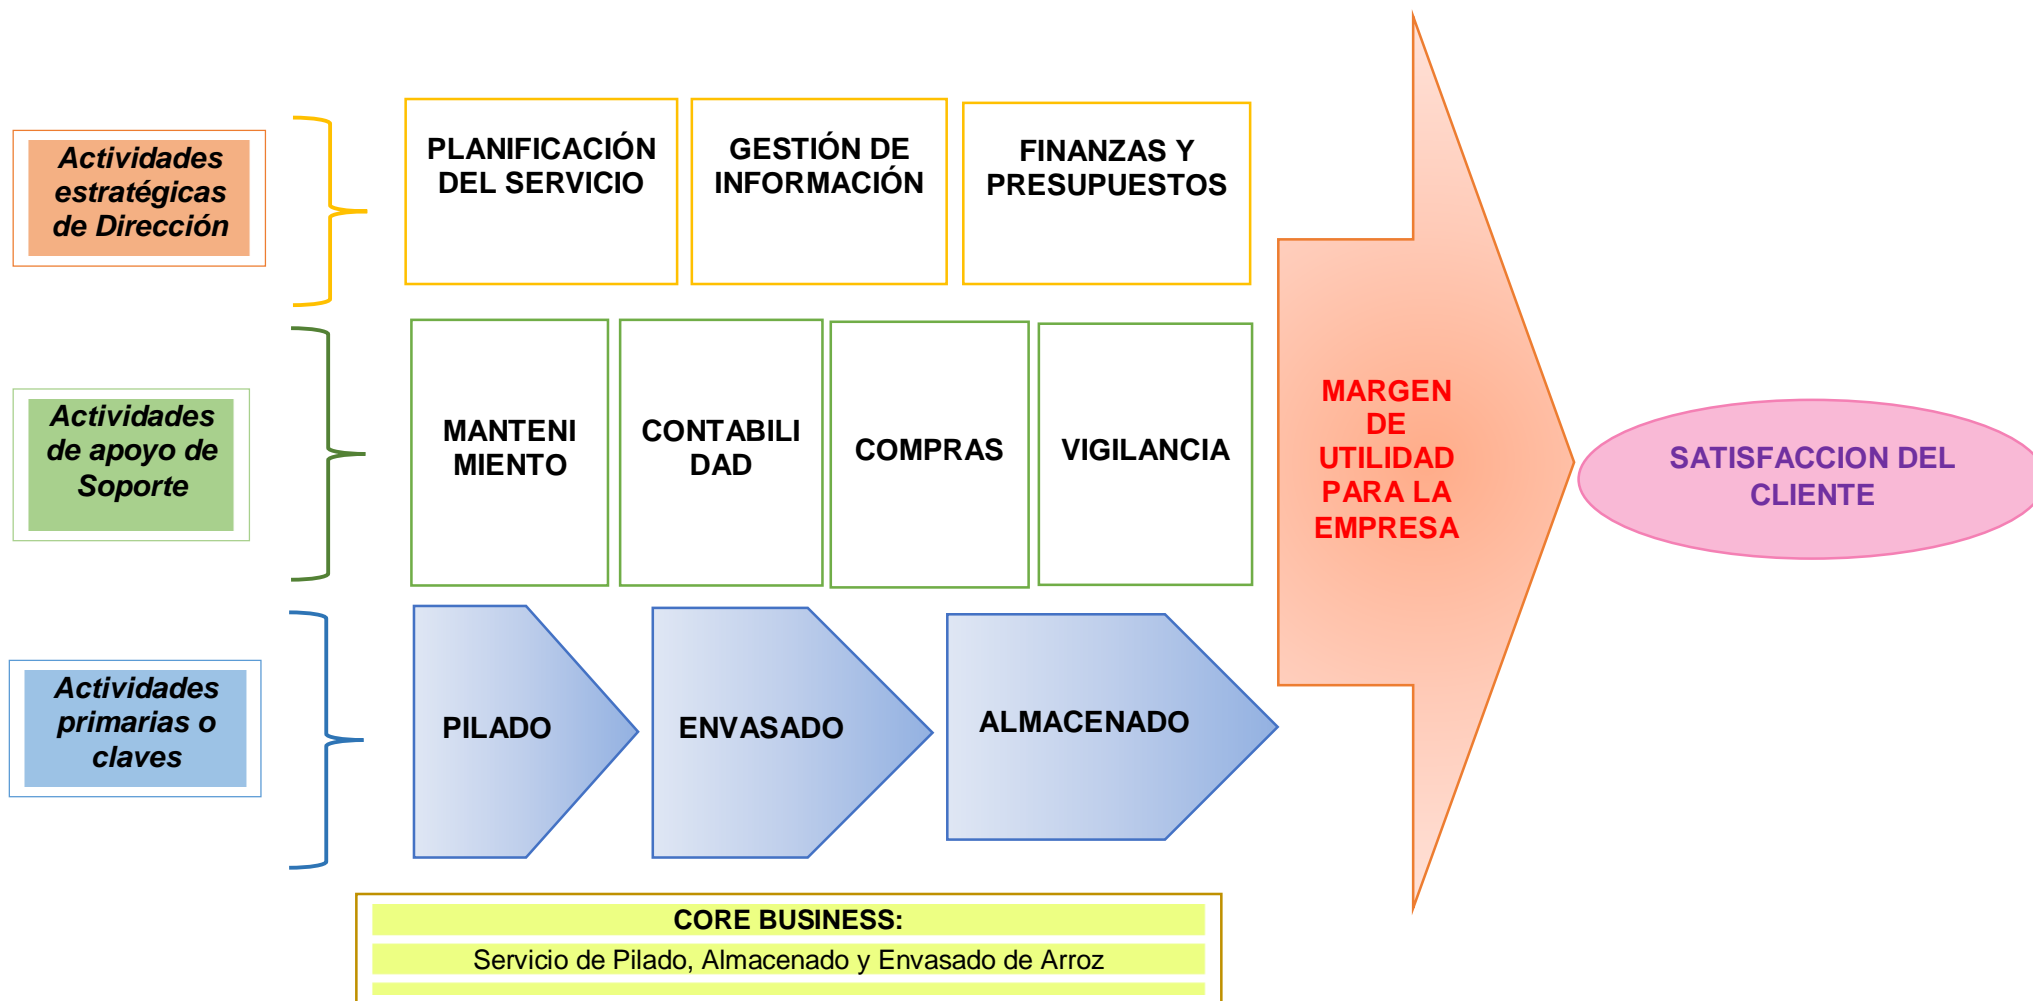 Actividades
estratégicas
de Dirección
PLANIFICACIÓN
DEL SERVICIO
GESTIÓN DE
INFORMACIÓN
FINANZAS Y
PRESUPUESTOS
Actividades
de apoyo de
Soporte
MANTENI
MIENTO
CONTABILI
DAD
COMPRAS
VIGILANCIA
Actividades
primarias o
claves
PILADO
ENVASADO
ALMACENADO
MARGEN
DE
UTILIDAD
PARA LA
EMPRESA
SATISFACCION DEL
CLIENTE
CORE BUSINESS:
Servicio de Pilado, Almacenado y Envasado de Arroz